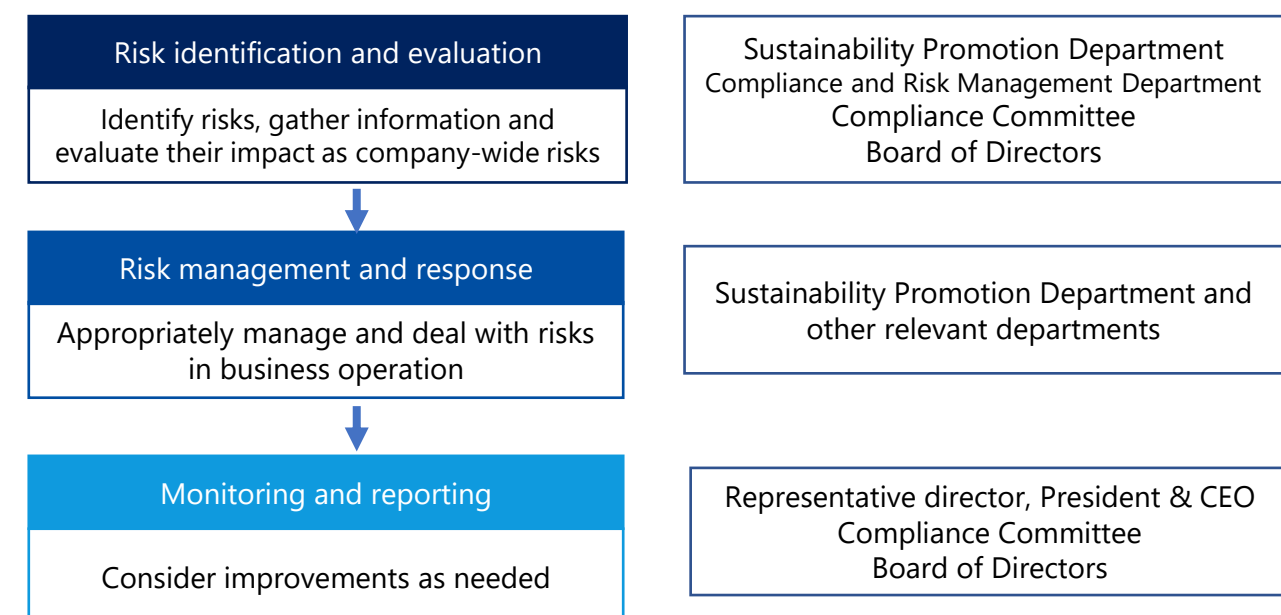 Risk identification and evaluation
Identify risks, gather information and
evaluate their impact as company-wide risks
Sustainability Promotion Department
Compliance and Risk Management Department
Compliance Committee
Board of Directors
Risk management and response
Appropriately manage and deal with risks
in business operation
Sustainability Promotion Department and
other relevant departments
Monitoring and reporting
Consider improvements as needed
Representative director, President & CEO
Compliance Committee
Board of Directors